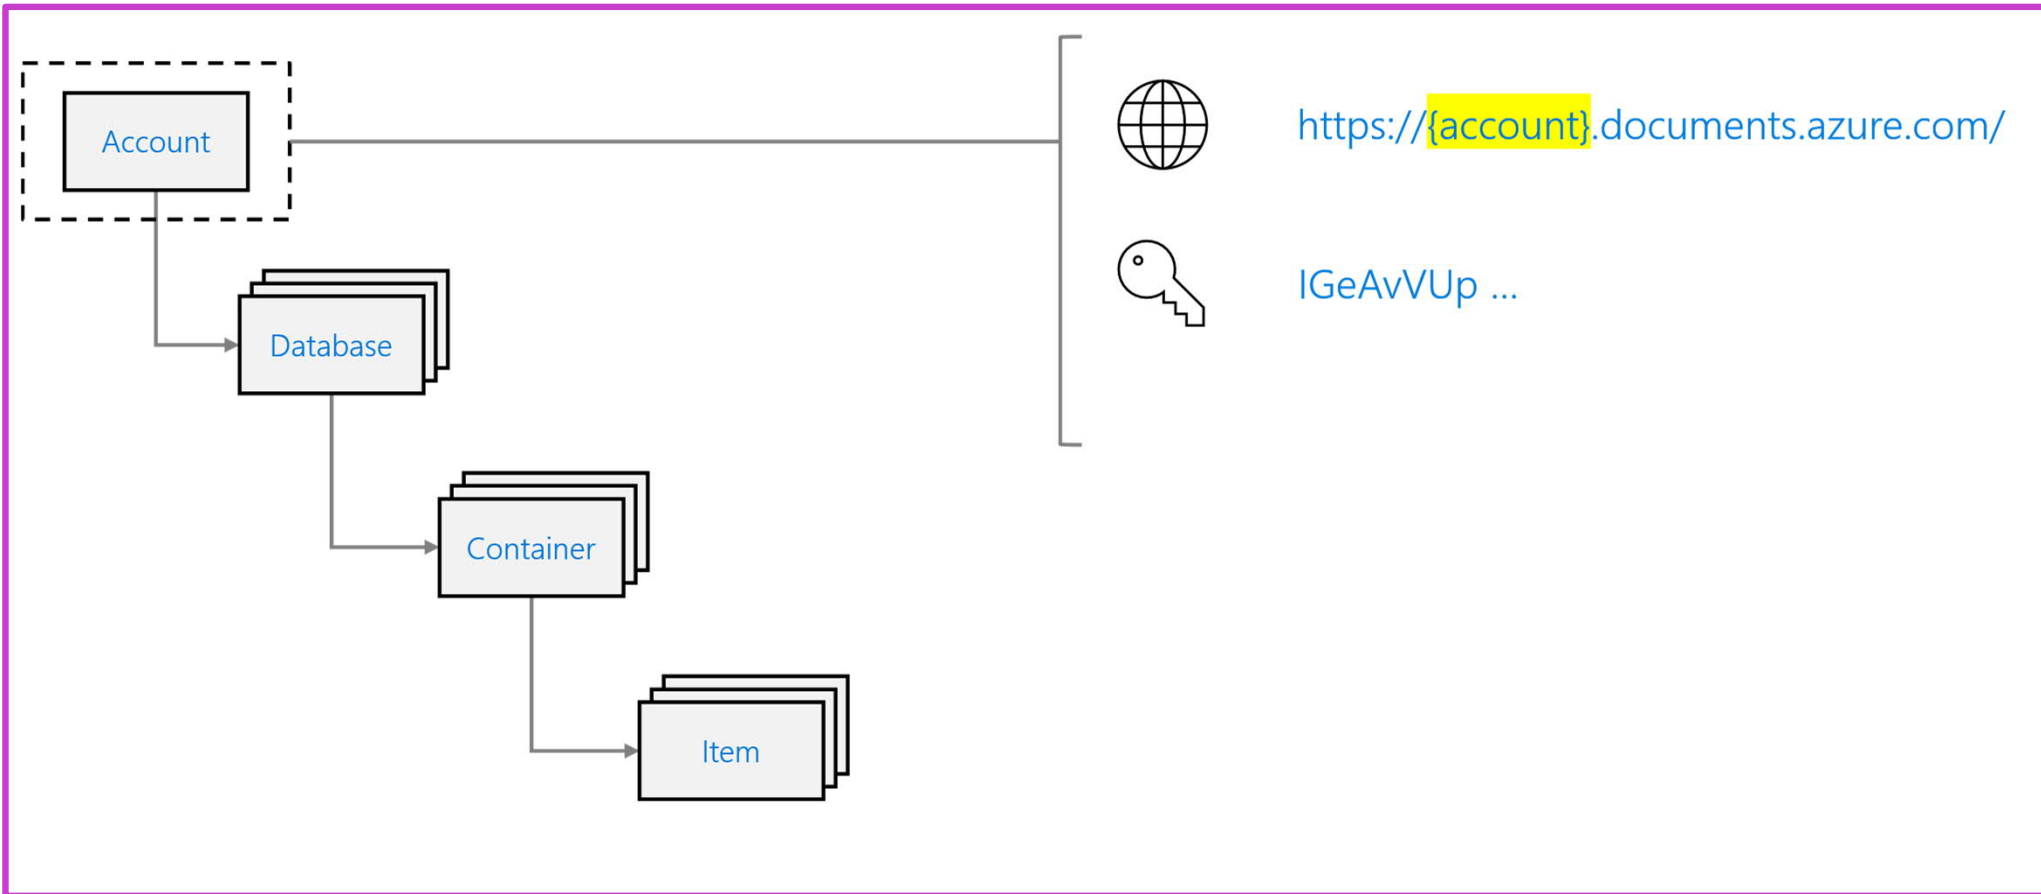 Account
https://{account}.documents.azure.com/
IGeAvVUp ...
Database
Container
Item